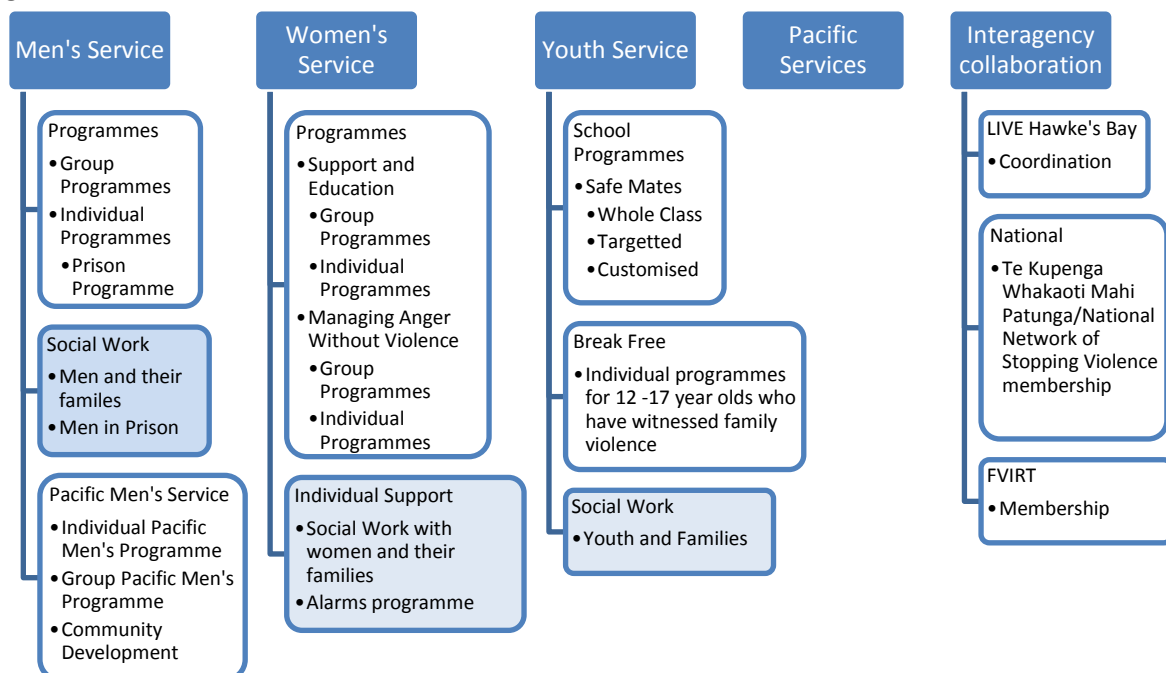 Men's Service
Programmes
•Group
Programmes
•Individual
Programmes
•Prison
Programme
Social Work
•Men and their
familes
•Men in Prison
Pacific Men's Service
•Individual Pacific
Men's Programme
•Group Pacific Men's
Programme
•Community
Development
Women's
Service
Programmes
•Support and
Education
•Group
Programmes
•Individual
Programmes
•Managing Anger
Without Violence
•Group
Programmes
•Individual
Programmes
Individual Support
•Social Work with
women and their
families
•Alarms programme
Youth Service
School
Programmes
•Safe Mates
•Whole Class
•Targetted
•Customised
Break Free
•Individual programmes
for 12 -17 year olds who
have witnessed family
violence
Social Work
•Youth and Families
Pacific
Services
Interagency
collaboration
LIVE Hawke's Bay
•Coordination
National
•Te Kupenga
Whakaoti Mahi
Patunga/National
Network of
Stopping Violence
membership
FVIRT
•Membership